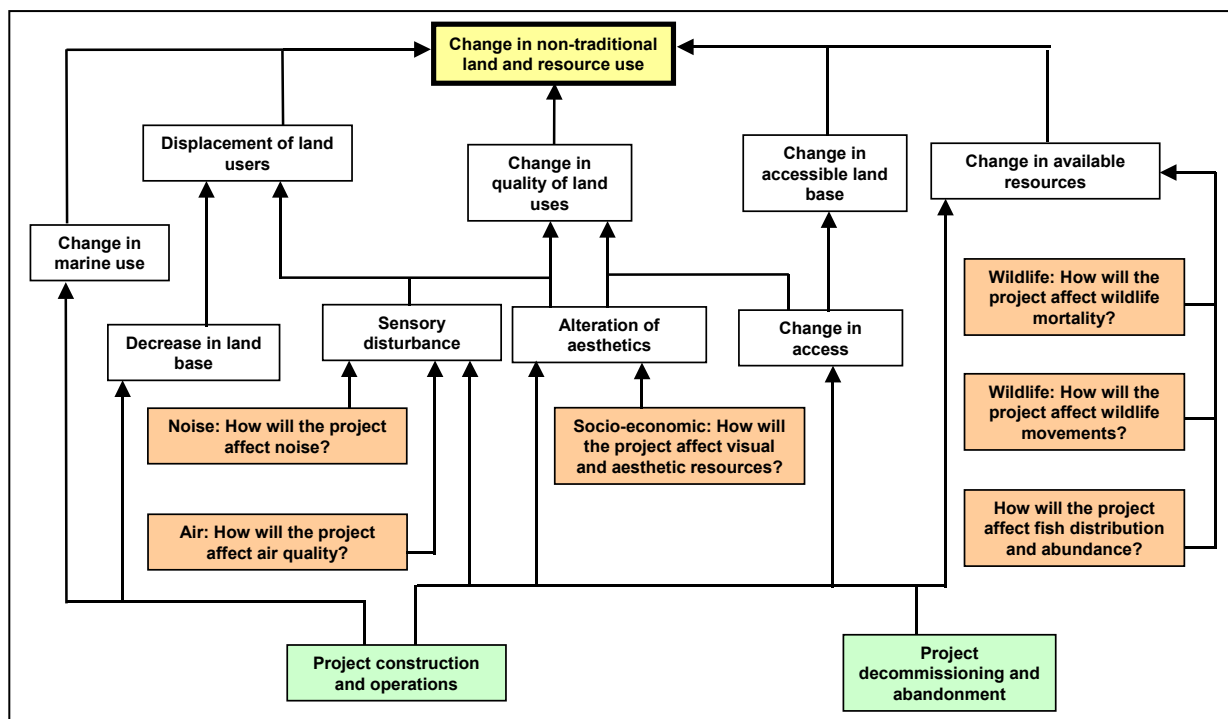 Change in non-traditional
land and resource use
Displacement of land
users
Change in
quality of land
uses
Change in
accessible land
base
Change in available
resources
Change in
marine use
Decrease in land
base
Sensory
disturbance
Alteration of
aesthetics
Change in
access
Wildlife: How will the
project affect wildlife
mortality?
Noise: How will the project
affect noise?
Socio-economic: How will
the project affect visual
and aesthetic resources?
Wildlife: How will the
project affect wildlife
movements?
Air: How will the project
affect air quality?
How will the project
affect fish distribution
and abundance?
Project construction
and operations
Project
decommissioning and
abandonment